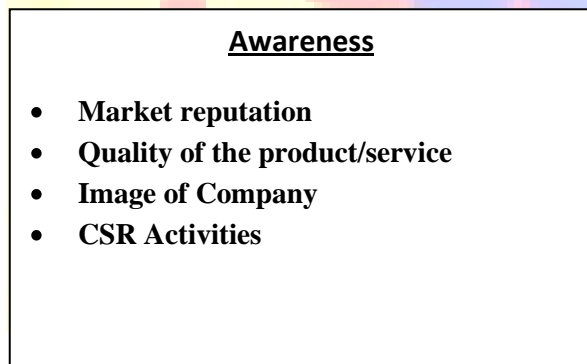 Awareness
• Market reputation
• Quality of the product/service
• Image of Company
• CSR Activities